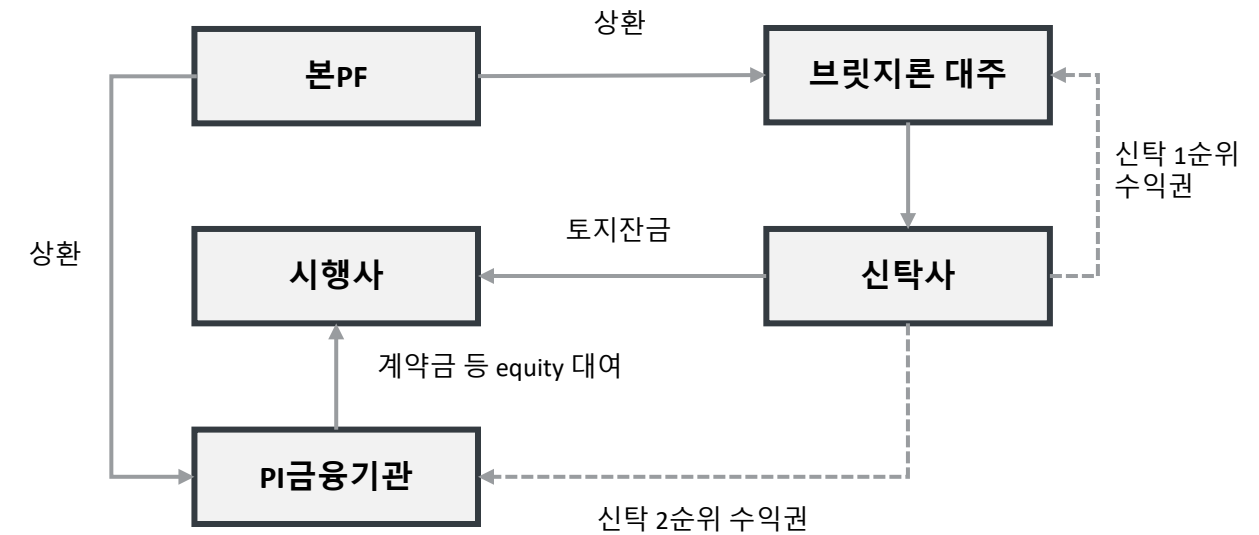 상환
본PF
브릿지론 대주
신탁 1순위
수익권
토지잔금
상환
시행사
신탁사
계약금 등 equity 대여
PI금융기관
신탁 2순위 수익권